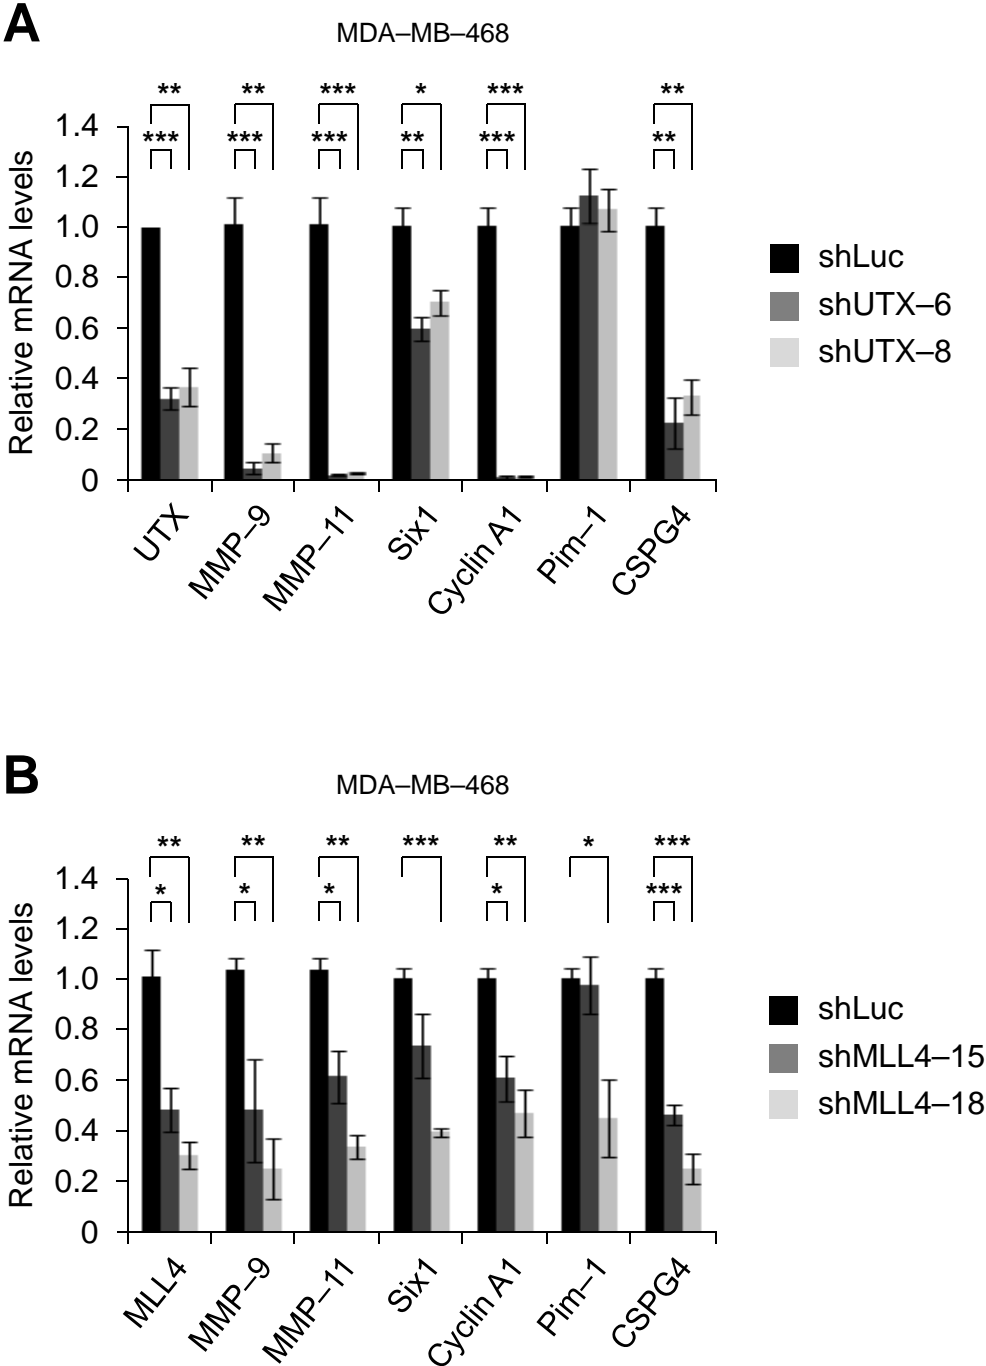 A
MDA–MB–468
** ** *** * *** **
*** *** *** ** *** **
Relative mRNA levels
1.4
1.2
1.0
0.8
0.6
0.4
0.2
0
UTX MMP–9 MMP–11 Six1 Cyclin A1 Pim–1 CSPG4
shLuc
shUTX–6
shUTX–8
B
MDA–MB–468
** ** ** *** ** * ***
* * * * ***
Relative mRNA levels
1.4
1.2
1.0
0.8
0.6
0.4
0.2
0
MLL4 MMP–9 MMP–11 Six1 Cyclin A1 Pim–1 CSPG4
shLuc
shMLL4–15
shMLL4–18